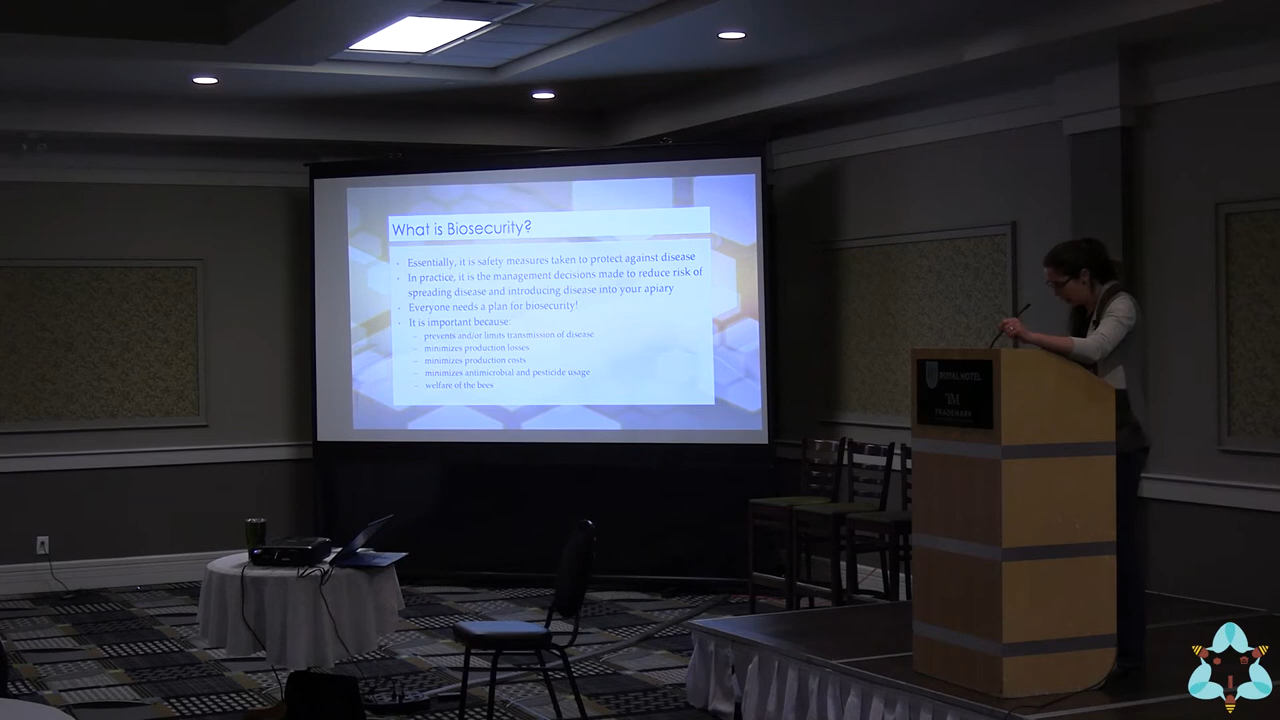 What is Biosecurity?
Essentially, it is safety measures taken to protect against disease
In practice, it is the management decisions made to reduce risk of
spreading disease and introducing disease into your apiary
Everyone needs a plan for biosecurity!
It is important because:
prevents and/or limits transmission of disease
minimizes production losses
minimizes production costs
minimizes antimicrobial and pesticide usage
welfare of the bees
ROYAL HOTEL
TM
TRADEMARK